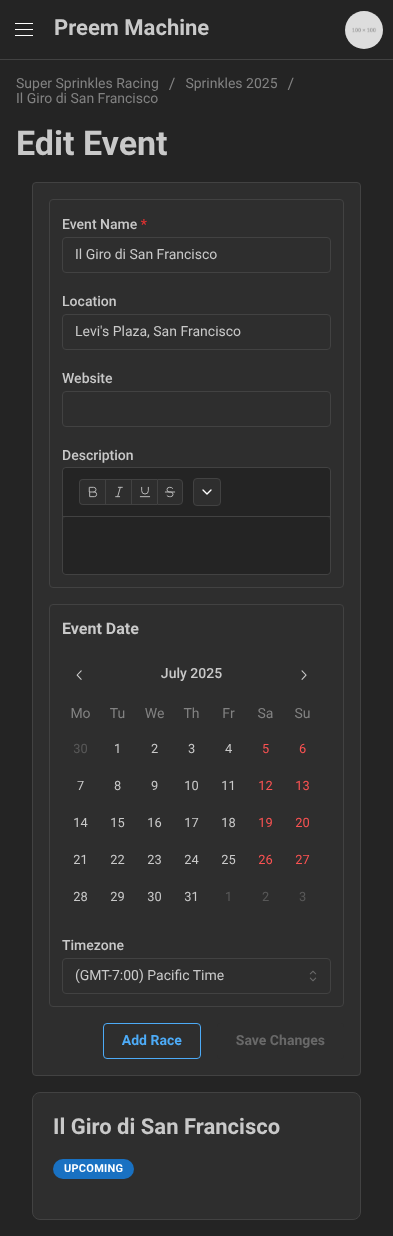 Preem Machine
100 × 100
Super Sprinkles Racing / Sprinkles 2025 /
Il Giro di San Francisco
Edit Event
Event Name *
Il Giro di San Francisco
Location
Levi's Plaza, San Francisco
Website
Description
B I U S
Event Date
July 2025
Mo Tu We Th Fr Sa Su
30 1 2 3 4 5 6
7 8 9 10 11 12 13
14 15 16 17 18 19 20
21 22 23 24 25 26 27
28 29 30 31 1 2 3
Timezone
(GMT-7:00) Pacific Time
Add Race Save Changes
Il Giro di San Francisco
UPCOMING